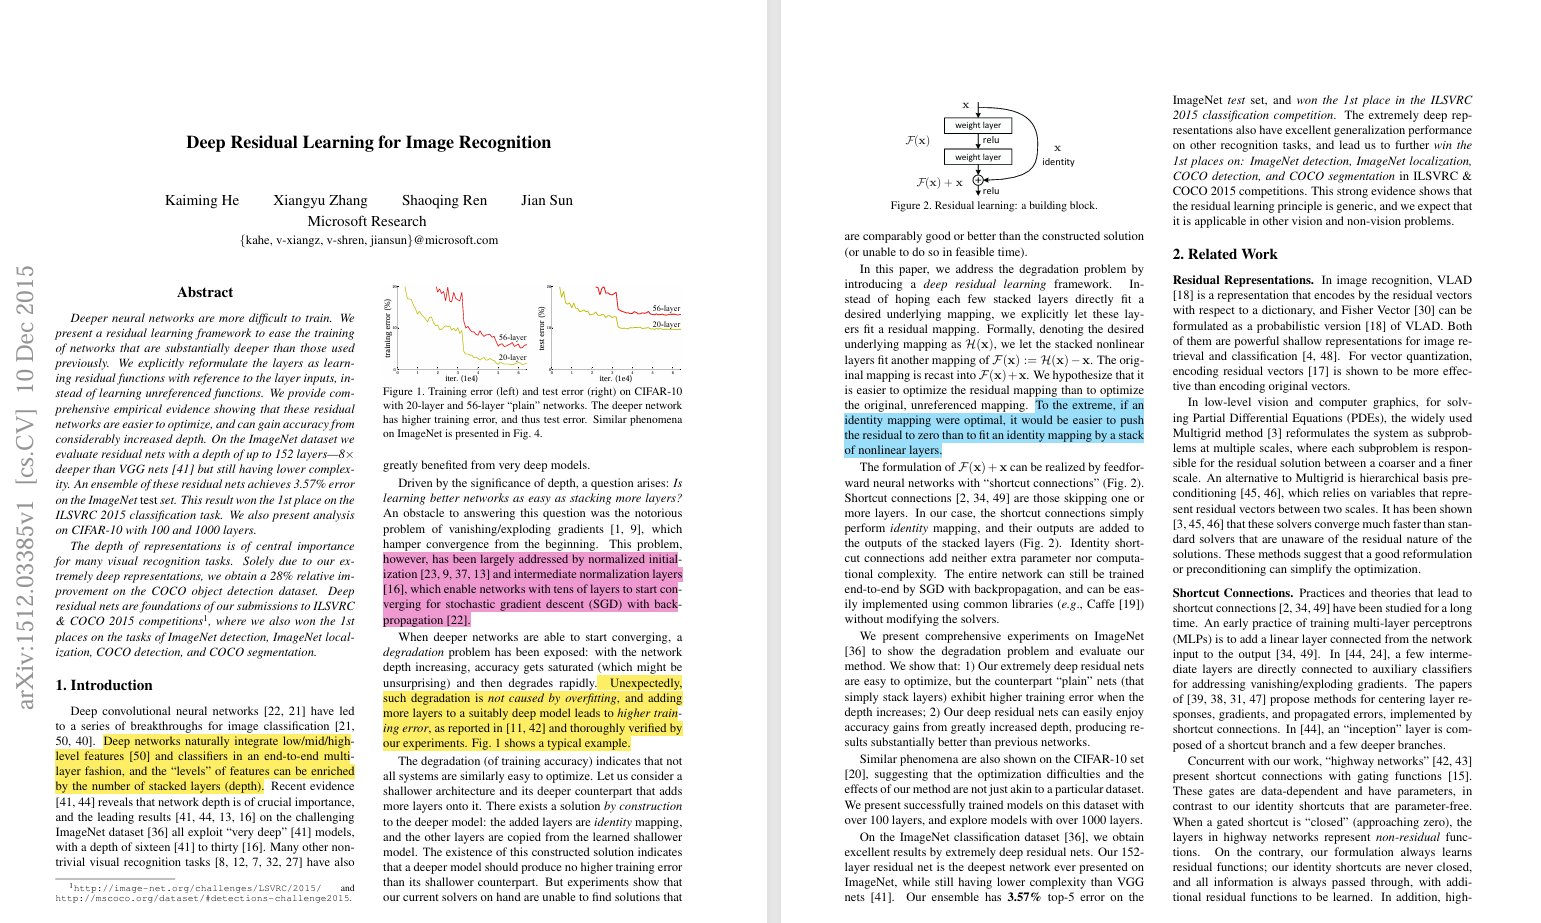 arXiv:1512.03385v1 [cs.CV] 10 Dec 2015
Deep Residual Learning for Image Recognition
Kaiming He Xiangyu Zhang Shaoqing Ren Jian Sun
Microsoft Research
{kahe, v-xiangz, v-shren, jiansun}@microsoft.com
Abstract
Deeper neural networks are more difficult to train. We
present a residual learning framework to ease the training
of networks that are substantially deeper than those used
previously. We explicitly reformulate the layers as learn-
ing residual functions with reference to the layer inputs, in-
stead of learning unreferenced functions. We provide com-
prehensive empirical evidence showing that these residual
networks are easier to optimize, and can gain accuracy from
considerably increased depth. On the ImageNet dataset we
evaluate residual nets with a depth of up to 152 layers—8×
deeper than VGG nets [41] but still having lower complex-
ity. An ensemble of these residual nets achieves 3.57% error
on the ImageNet test set. This result won the 1st place on the
ILSVRC 2015 classification task. We also present analysis
on CIFAR-10 with 100 and 1000 layers.
The depth of representations is of central importance
for many visual recognition tasks. Solely due to our ex-
tremely deep representations, we obtain a 28% relative im-
provement on the COCO object detection dataset. Deep
residual nets are foundations of our submissions to ILSVRC
& COCO 2015 competitions¹, where we also won the 1st
places on the tasks of ImageNet detection, ImageNet local-
ization, COCO detection, and COCO segmentation.
1. Introduction
Deep convolutional neural networks [22, 21] have led
to a series of breakthroughs for image classification [21,
50, 40]. Deep networks naturally integrate low/mid/high-
level features [50] and classifiers in an end-to-end multi-
layer fashion, and the “levels” of features can be enriched
by the number of stacked layers (depth). Recent evidence
[41, 44] reveals that network depth is of crucial importance,
and the leading results [41, 44, 13, 16] on the challenging
ImageNet dataset [36] all exploit “very deep” [41] models,
with a depth of sixteen [41] to thirty [16]. Many other non-
trivial visual recognition tasks [8, 12, 7, 32, 27] have also
¹http://image-net.org/challenges/LSVRC/2015/ and
http://mscoco.org/dataset/#detections-challenge2015.
training error (%)
iter. (1e4)
56-layer
20-layer
test error (%)
iter. (1e4)
56-layer
20-layer
Figure 1. Training error (left) and test error (right) on CIFAR-10
with 20-layer and 56-layer “plain” networks. The deeper network
has higher training error, and thus test error. Similar phenomena
on ImageNet is presented in Fig. 4.
greatly benefited from very deep models.
Driven by the significance of depth, a question arises: Is
learning better networks as easy as stacking more layers?
An obstacle to answering this question was the notorious
problem of vanishing/exploding gradients [1, 9], which
hamper convergence from the beginning. This problem,
however, has been largely addressed by normalized initial-
ization [23, 9, 37, 13] and intermediate normalization layers
[16], which enable networks with tens of layers to start con-
verging for stochastic gradient descent (SGD) with back-
propagation [22].
When deeper networks are able to start converging, a
degradation problem has been exposed: with the network
depth increasing, accuracy gets saturated (which might be
unsurprising) and then degrades rapidly. Unexpectedly,
such degradation is not caused by overfitting, and adding
more layers to a suitably deep model leads to higher train-
ing error, as reported in [11, 42] and thoroughly verified by
our experiments. Fig. 1 shows a typical example.
The degradation (of training accuracy) indicates that not
all systems are similarly easy to optimize. Let us consider a
shallower architecture and its deeper counterpart that adds
more layers onto it. There exists a solution by construction
to the deeper model: the added layers are identity mapping,
and the other layers are copied from the learned shallower
model. The existence of this constructed solution indicates
that a deeper model should produce no higher training error
than its shallower counterpart. But experiments show that
our current solvers on hand are unable to find solutions that
x
weight layer
F(x)
relu
weight layer
x
identity
F(x) + x
relu
Figure 2. Residual learning: a building block.
are comparably good or better than the constructed solution
(or unable to do so in feasible time).
In this paper, we address the degradation problem by
introducing a deep residual learning framework. In-
stead of hoping each few stacked layers directly fit a
desired underlying mapping, we explicitly let these lay-
ers fit a residual mapping. Formally, denoting the desired
underlying mapping as H(x), we let the stacked nonlinear
layers fit another mapping of F(x) := H(x)−x. The orig-
inal mapping is recast into F(x)+x. We hypothesize that it
is easier to optimize the residual mapping than to optimize
the original, unreferenced mapping. To the extreme, if an
identity mapping were optimal, it would be easier to push
the residual to zero than to fit an identity mapping by a stack
of nonlinear layers.
The formulation of F(x)+x can be realized by feedfor-
ward neural networks with “shortcut connections” (Fig. 2).
Shortcut connections [2, 34, 49] are those skipping one or
more layers. In our case, the shortcut connections simply
perform identity mapping, and their outputs are added to
the outputs of the stacked layers (Fig. 2). Identity short-
cut connections add neither extra parameter nor computa-
tional complexity. The entire network can still be trained
end-to-end by SGD with backpropagation, and can be eas-
ily implemented using common libraries (e.g., Caffe [19])
without modifying the solvers.
We present comprehensive experiments on ImageNet
[36] to show the degradation problem and evaluate our
method. We show that: 1) Our extremely deep residual nets
are easy to optimize, but the counterpart “plain” nets (that
simply stack layers) exhibit higher training error when the
depth increases; 2) Our deep residual nets can easily enjoy
accuracy gains from greatly increased depth, producing re-
sults substantially better than previous networks.
Similar phenomena are also shown on the CIFAR-10 set
[20], suggesting that the optimization difficulties and the
effects of our method are not just akin to a particular dataset.
We present successfully trained models on this dataset with
over 100 layers, and explore models with over 1000 layers.
On the ImageNet classification dataset [36], we obtain
excellent results by extremely deep residual nets. Our 152-
layer residual net is the deepest network ever presented on
ImageNet, while still having lower complexity than VGG
nets [41]. Our ensemble has 3.57% top-5 error on the
ImageNet test set, and won the 1st place in the ILSVRC
2015 classification competition. The extremely deep rep-
resentations also have excellent generalization performance
on other recognition tasks, and lead us to further win the
1st places on: ImageNet detection, ImageNet localization,
COCO detection, and COCO segmentation in ILSVRC &
COCO 2015 competitions. This strong evidence shows that
the residual learning principle is generic, and we expect that
it is applicable in other vision and non-vision problems.
2. Related Work
Residual Representations. In image recognition, VLAD
[18] is a representation that encodes by the residual vectors
with respect to a dictionary, and Fisher Vector [30] can be
formulated as a probabilistic version [18] of VLAD. Both
of them are powerful shallow representations for image re-
trieval and classification [4, 48]. For vector quantization,
encoding residual vectors [17] is shown to be more effec-
tive than encoding original vectors.
In low-level vision and computer graphics, for solv-
ing Partial Differential Equations (PDEs), the widely used
Multigrid method [3] reformulates the system as subprob-
lems at multiple scales, where each subproblem is respon-
sible for the residual solution between a coarser and a finer
scale. An alternative to Multigrid is hierarchical basis pre-
conditioning [45, 46], which relies on variables that repre-
sent residual vectors between two scales. It has been shown
[3, 45, 46] that these solvers converge much faster than stan-
dard solvers that are unaware of the residual nature of the
solutions. These methods suggest that a good reformulation
or preconditioning can simplify the optimization.
Shortcut Connections. Practices and theories that lead to
shortcut connections [2, 34, 49] have been studied for a long
time. An early practice of training multi-layer perceptrons
(MLPs) is to add a linear layer connected from the network
input to the output [34, 49]. In [44, 24], a few interme-
diate layers are directly connected to auxiliary classifiers
for addressing vanishing/exploding gradients. The papers
of [39, 38, 31, 47] propose methods for centering layer re-
sponses, gradients, and propagated errors, implemented by
shortcut connections. In [44], an “inception” layer is com-
posed of a shortcut branch and a few deeper branches.
Concurrent with our work, “highway networks” [42, 43]
present shortcut connections with gating functions [15].
These gates are data-dependent and have parameters, in
contrast to our identity shortcuts that are parameter-free.
When a gated shortcut is “closed” (approaching zero), the
layers in highway networks represent non-residual func-
tions. On the contrary, our formulation always learns
residual functions; our identity shortcuts are never closed,
and all information is always passed through, with addi-
tional residual functions to be learned. In addition, high-